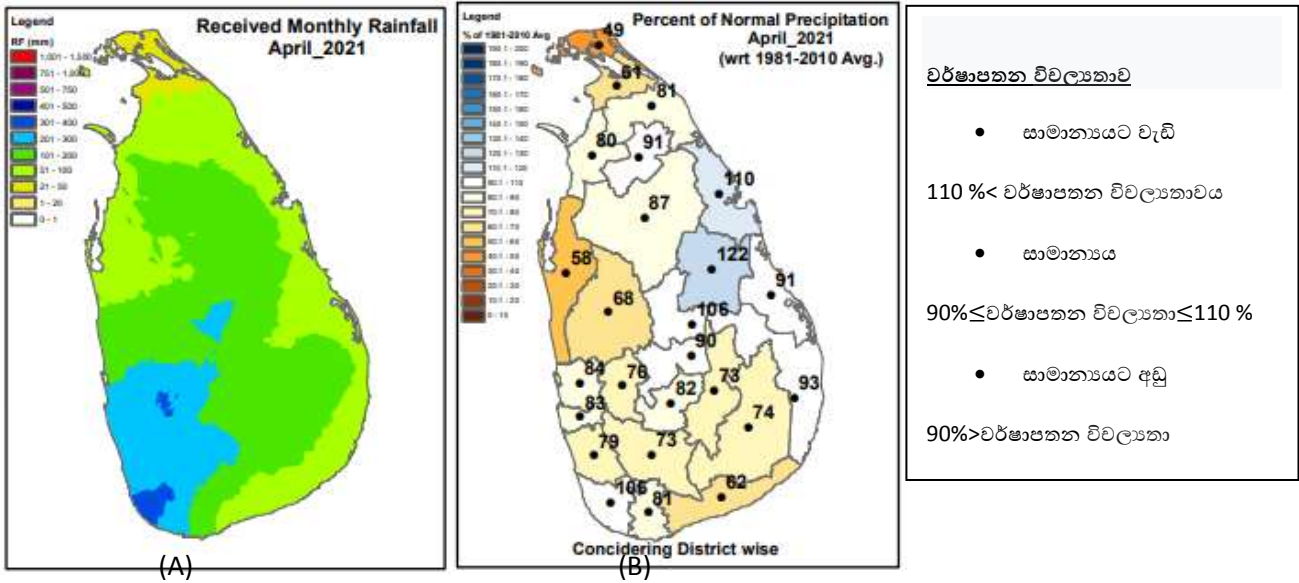 Legend
RF (mm)
1,001 - 1,500
751 - 1,000
501 - 750
401 - 500
301 - 400
201 - 300
101 - 200
51 - 100
21 - 50
1 - 20
0 - 1
Received Monthly Rainfall
April_2021
(A)
Legend
% of 1981-2010 Avg
Percent of Normal Precipitation
April_2021
(wrt 1981-2010 Avg.)
49
61
81
80
91
110
87
122
58
91
68
106
90
84
76
82
73
93
83
74
79
73
62
106
81
Concidering District wise
(B)
වර්ෂාපතන විචල්‍යතාව
• සාමාන්‍යයට වැඩි
110 %< වර්ෂාපතන විචල්‍යතාවය
• සාමාන්‍යය
90%≤වර්ෂාපතන විචල්‍යතා≤110 %
• සාමාන්‍යයට අඩු
90%>වර්ෂාපතන විචල්‍යතා